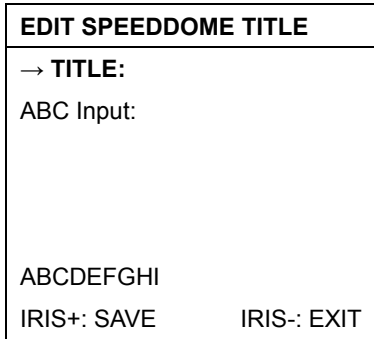 EDIT SPEEDDOME TITLE
→ TITLE:
ABC Input:
ABCDEFGHI
IRIS+: SAVE IRIS-: EXIT